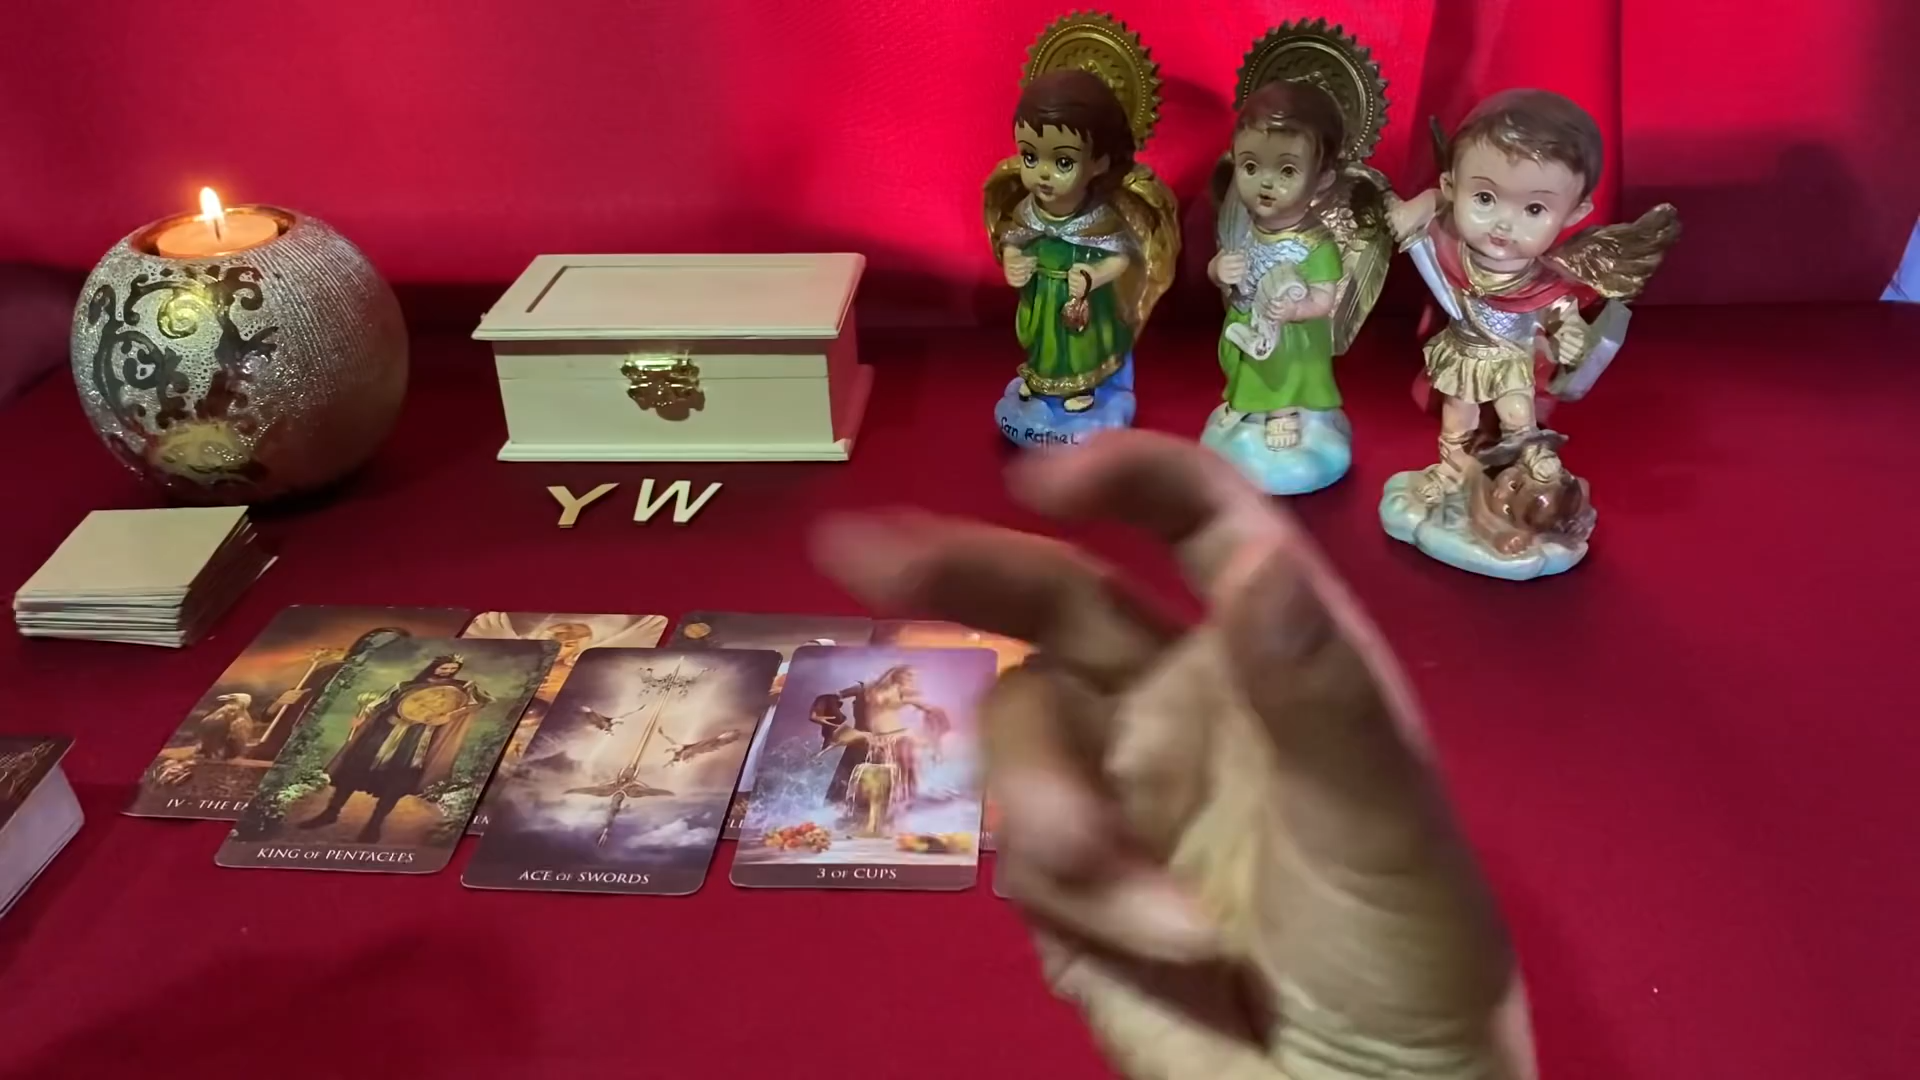 San Rafael
Y W
IV - THE E
KING OF PENTACLES
ACE OF SWORDS
3 OF CUPS